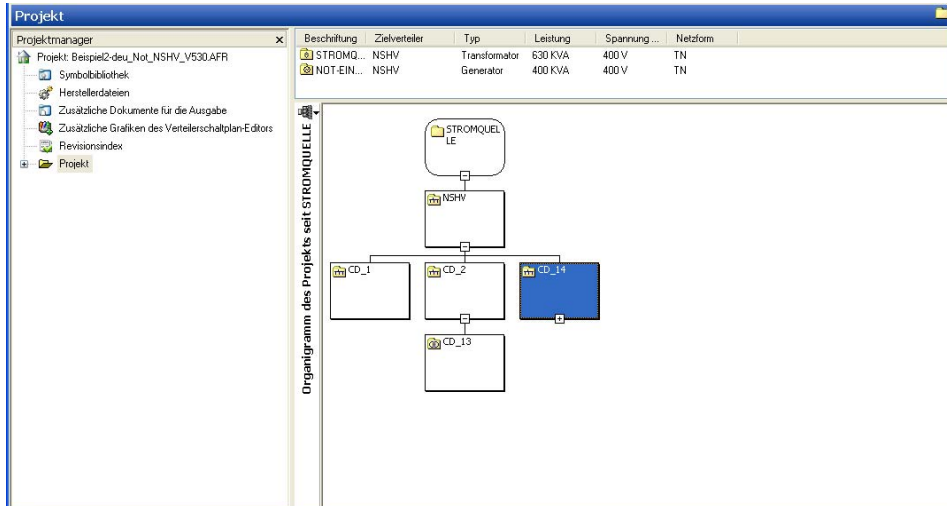 Projekt
Projektmanager
Projekt: Beispiel2-deu_Not_NSHV_V530.AFR
Symbolbibliothek
Herstellerdateien
Zusätzliche Dokumente für die Ausgabe
Zusätzliche Grafiken des Verteilerschaltplan-Editors
Revisionsindex
Projekt
Beschriftung Zielverteiler Typ Leistung Spannung ... Netzform
STROMQ... NSHV Transformator 630 KVA 400 V TN
NOT-EIN... NSHV Generator 400 KVA 400 V TN
Organigramm des Projekts seit STROMQUELLE
STROMQUEL
LE
NSHV
CD_1 CD_2 CD_14
CD_13